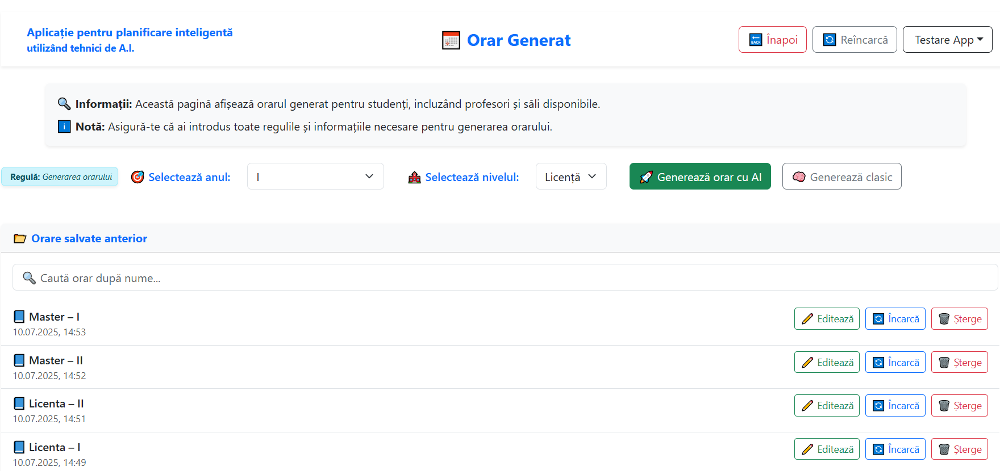 Aplicație pentru planificare inteligentă
utilizând tehnici de A.I.
Orar Generat
BACK Înapoi
Reîncarcă
Testare App
Informații: Această pagină afișează orarul generat pentru studenți, incluzând profesori și săli disponibile.
Notă: Asigură-te că ai introdus toate regulile și informațiile necesare pentru generarea orarului.
Regulă: Generarea orarului
Selectează anul:
I
Selectează nivelul:
Licență
Generează orar cu AI
Generează clasic
Orare salvate anterior
Caută orar după nume...
Master – I
10.07.2025, 14:53
Editează
Încarcă
Șterge
Master – II
10.07.2025, 14:52
Editează
Încarcă
Șterge
Licenta – II
10.07.2025, 14:51
Editează
Încarcă
Șterge
Licenta – I
10.07.2025, 14:49
Editează
Încarcă
Șterge